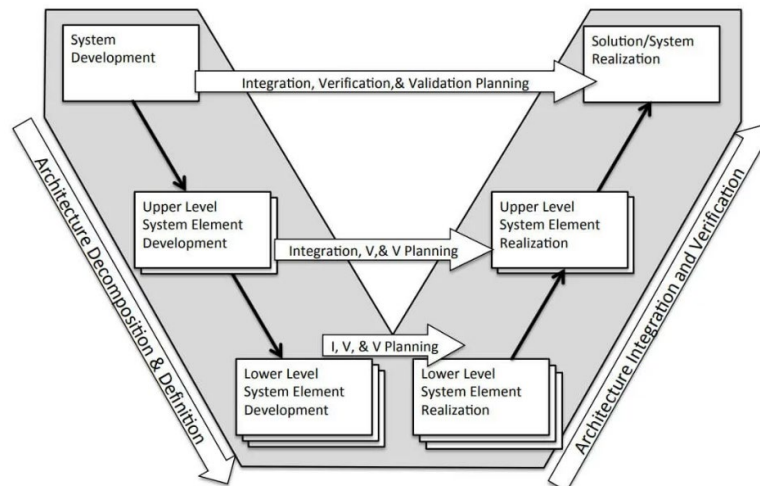 System
Development
Solution/System
Realization
Integration, Verification,& Validation Planning
Architecture Decomposition & Definition
Upper Level
System Element
Development
Integration, V,& V Planning
Upper Level
System Element
Realization
Architecture Integration and Verification
I, V, & V Planning
Lower Level
System Element
Development
Lower Level
System Element
Realization